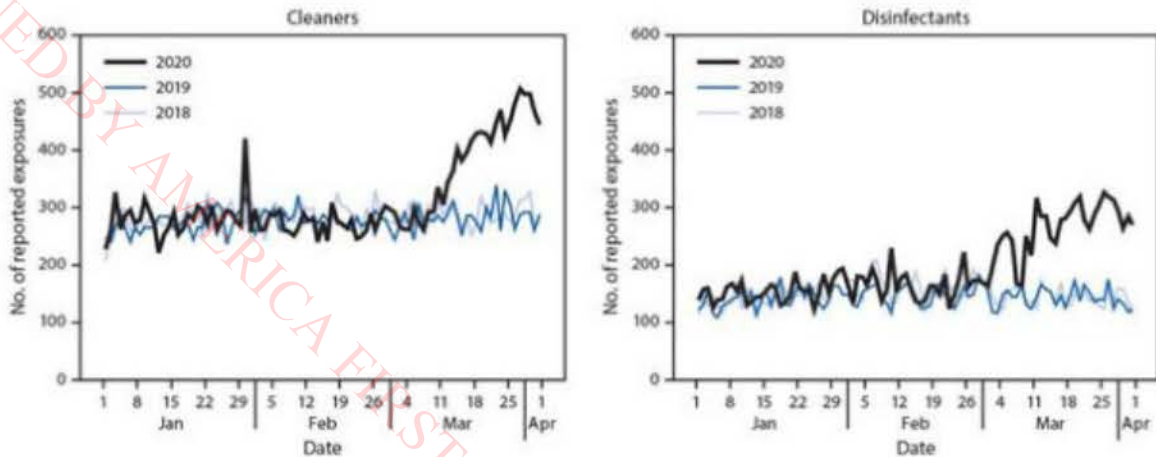 Cleaners
600
500
400
300
200
100
0
No. of reported exposures
2020
2019
2018
1 8 15 22 29 5 12 19 26 4 11 18 25 1
Jan Feb Mar Apr
Date
Disinfectants
600
500
400
300
200
100
0
No. of reported exposures
2020
2019
2018
1 8 15 22 29 5 12 19 26 4 11 18 25 1
Jan Feb Mar Apr
Date
BY AMERICA FIRST